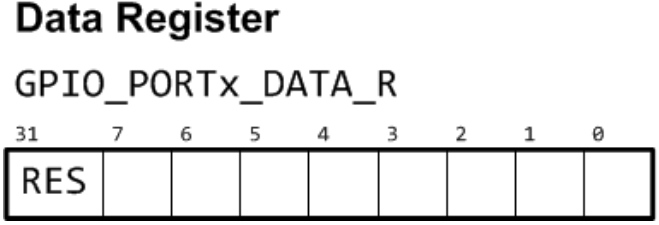 Data Register
GPIO_PORTx_DATA_R
31 7 6 5 4 3 2 1 0
RES